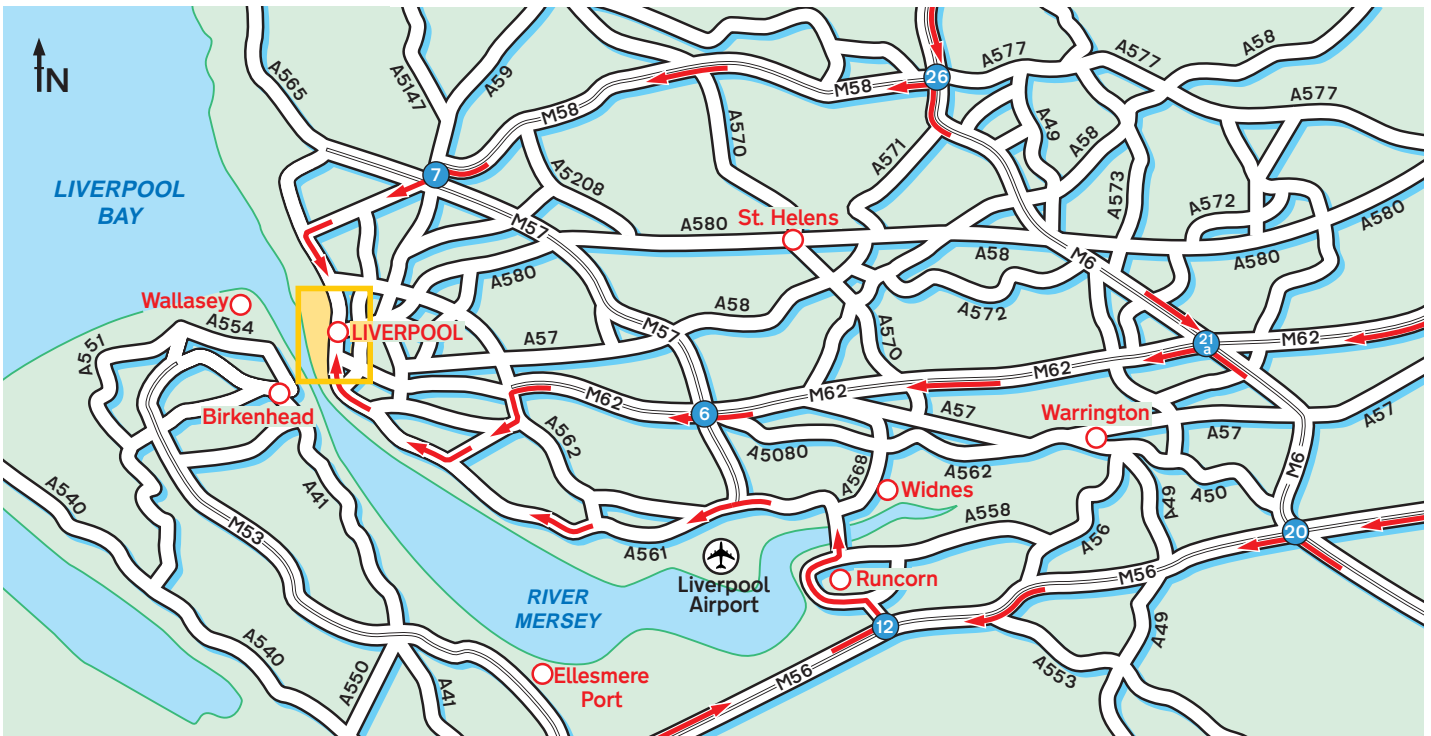 N
A565
A5147
A59
M58
M58
26
A577
A577
A58
A577
LIVERPOOL
BAY
7
A5208
A570
A571
A49
A58
A573
A572
A580
M57
A580
St. Helens
A580
A58
M6
A580
A572
Wallasey
A554
A551
LIVERPOOL
A58
M57
A57
A570
M62
21
a
M62
Birkenhead
M62
6
M62
A57
Warrington
A57
A57
A562
A5080
A568
A562
M6
A540
A41
M53
Widnes
A558
A49
A50
A56
20
A561
Liverpool
Airport
Runcorn
M56
RIVER
MERSEY
12
A49
A540
A550
A41
Ellesmere
Port
M56
A553